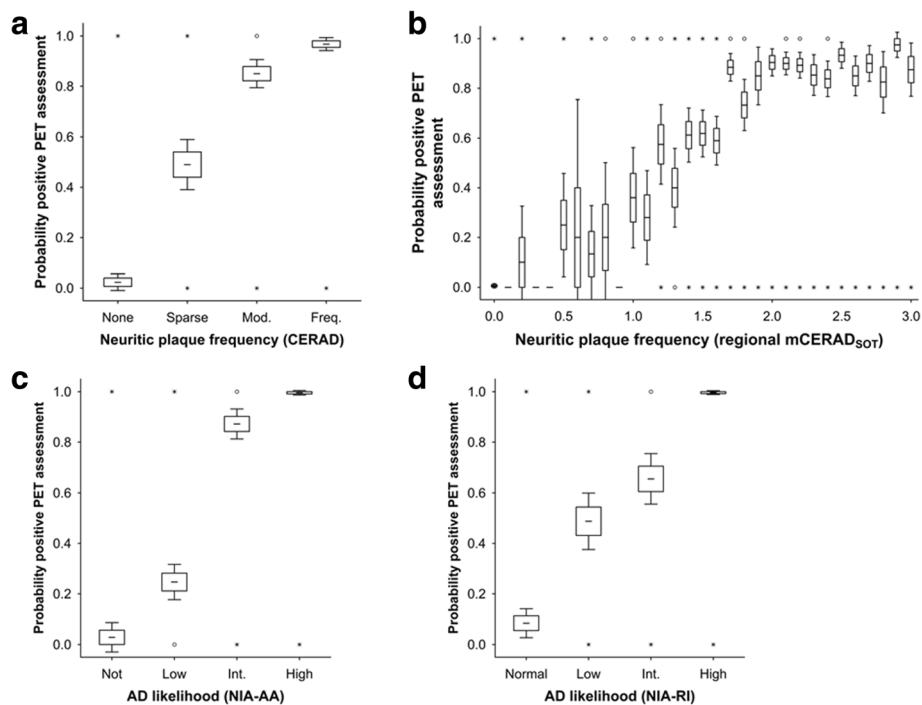 a
Probability positive PET assessment
1.0
0.8
0.6
0.4
0.2
0.0
None Sparse Mod. Freq.
Neuritic plaque frequency (CERAD)
b
Probability positive PET
assessment
1.0
0.8
0.6
0.4
0.2
0.0
0.0 0.5 1.0 1.5 2.0 2.5 3.0
Neuritic plaque frequency (regional mCERAD_SOT)
c
Probability positive PET assessment
1.0
0.8
0.6
0.4
0.2
0.0
Not Low Int. High
AD likelihood (NIA-AA)
d
Probability positive PET assessment
1.0
0.8
0.6
0.4
0.2
0.0
Normal Low Int. High
AD likelihood (NIA-RI)